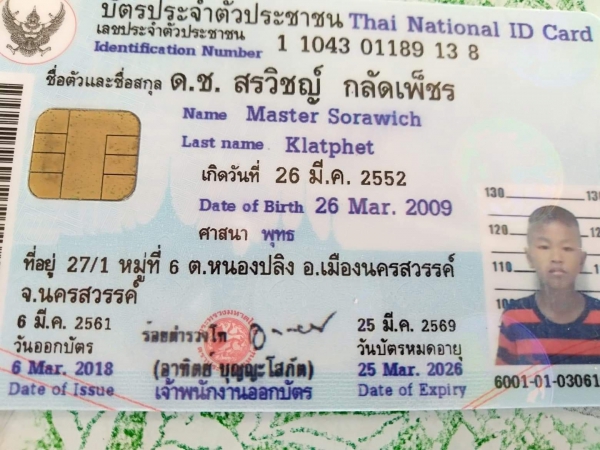 บัตรประจำตัวประชาชน Thai National ID Card
เลขประจำตัวประชาชน
Identification Number 1 1043 01189 13 8
ชื่อตัวและชื่อสกุล ด.ช. สรวิชญ์ กลัดเพ็ชร
Name Master Sorawich
Last name Klatphet
เกิดวันที่ 26 มี.ค. 2552
Date of Birth 26 Mar. 2009
ศาสนา พุทธ
ที่อยู่ 27/1 หมู่ที่ 6 ต.หนองปลิง อ.เมืองนครสวรรค์
จ.นครสวรรค์
6 มี.ค. 2561
วันออกบัตร
6 Mar. 2018
Date of Issue
ร้อยตำรวจโท
(อาทิตย์ บุญญะโสภัต)
เจ้าพนักงานออกบัตร
25 มี.ค. 2569
วันบัตรหมดอายุ
25 Mar. 2026
Date of Expiry
130
120
110
6001-01-03061